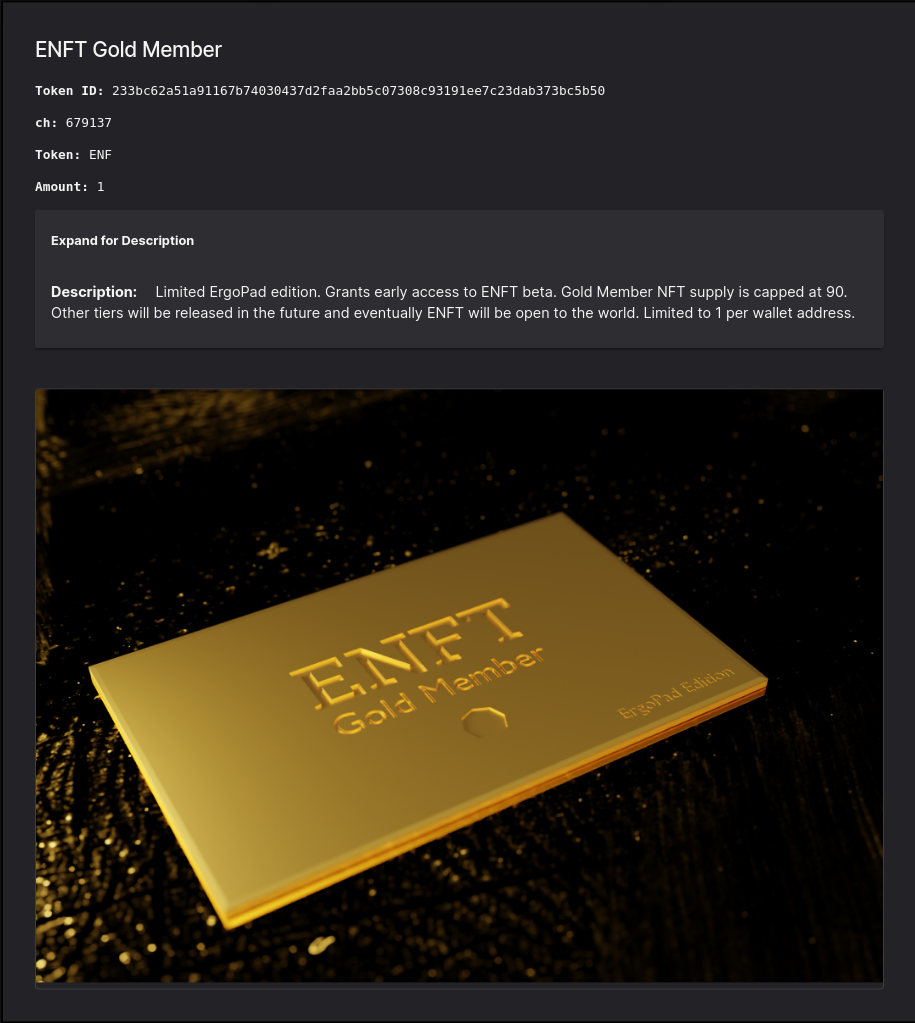 ENFT Gold Member
Token ID: 233bc62a51a91167b74030437d2faa2bb5c07308c93191ee7c23dab373bc5b50
ch: 679137
Token: ENF
Amount: 1
Expand for Description
Description: Limited ErgoPad edition. Grants early access to ENFT beta. Gold Member NFT supply is capped at 90.
Other tiers will be released in the future and eventually ENFT will be open to the world. Limited to 1 per wallet address.
ENFT
Gold Member
ErgoPad Edition